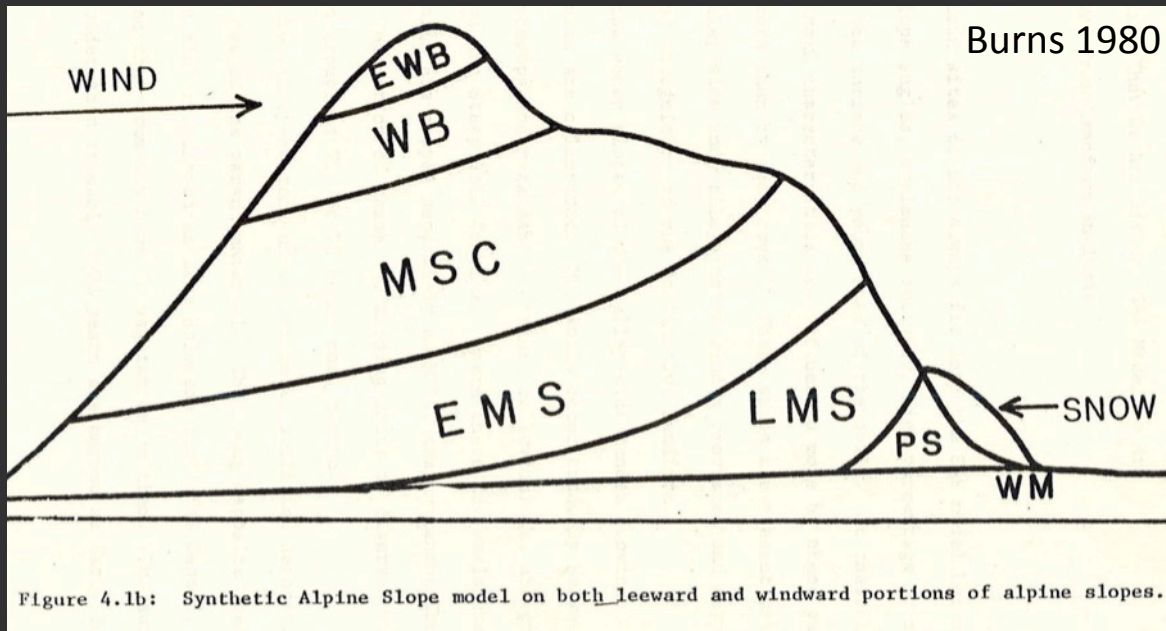 Burns 1980
WIND
EWB
WB
MSC
EMS
LMS
PS
SNOW
WM
Figure 4.1b: Synthetic Alpine Slope model on both leeward and windward portions of alpine slopes.